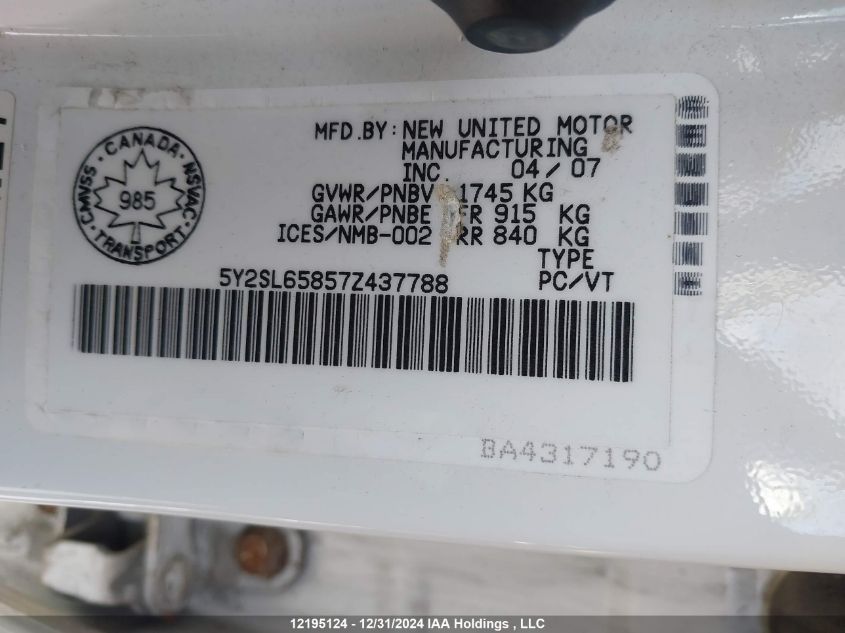 MFD.BY: NEW UNITED MOTOR
MANUFACTURING
INC. 04/07
GVWR/PNBV 1745 KG
GAWR/PNBE FR 915 KG
ICES/NMB-002 RR 840 KG
TYPE
5Y2SL65857Z437788 PC/VT
CANADA
CMVSS
NSVAC
985
TRANSPORT
BA4317190
12195124 - 12/31/2024 IAA Holdings , LLC